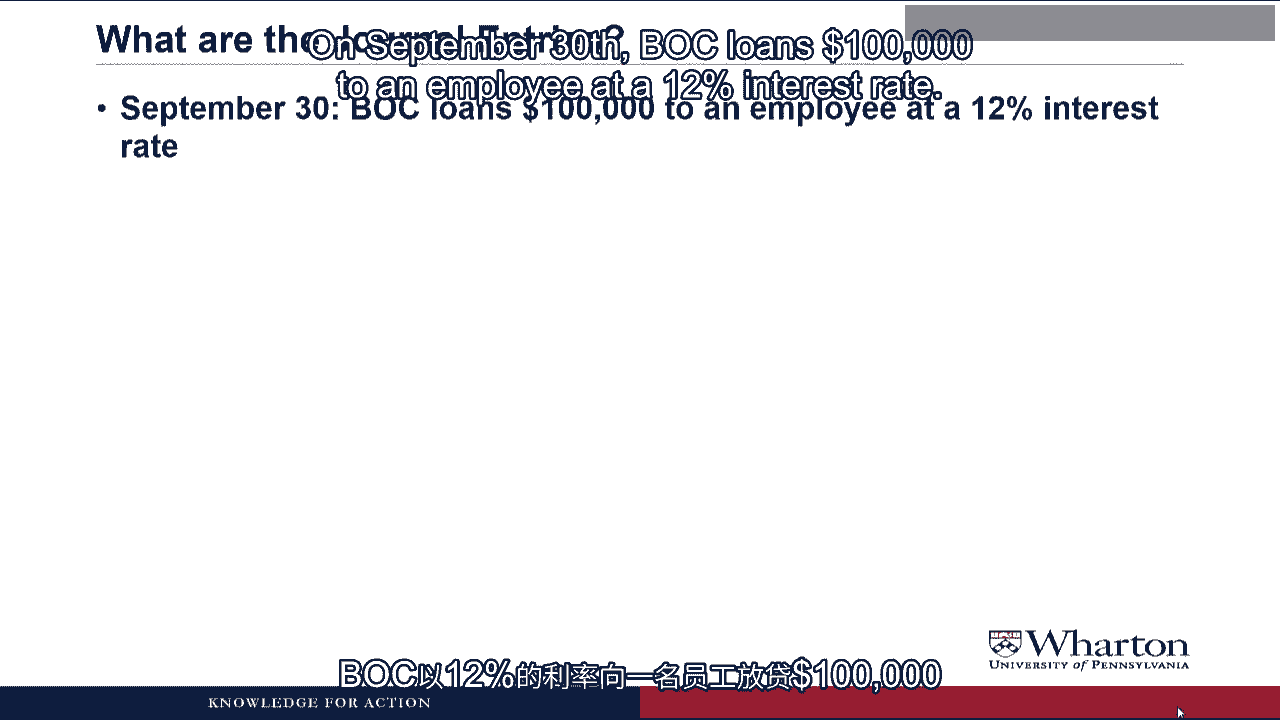 What are the Journal Entries?
On September 30th, BOC loans $100,000
to an employee at a 12% interest rate.
• September 30: BOC loans $100,000 to an employee at a 12% interest
rate
Wharton
UNIVERSITY of PENNSYLVANIA
BOC以12%的利率向一名员工放贷$100,000
KNOWLEDGE FOR ACTION